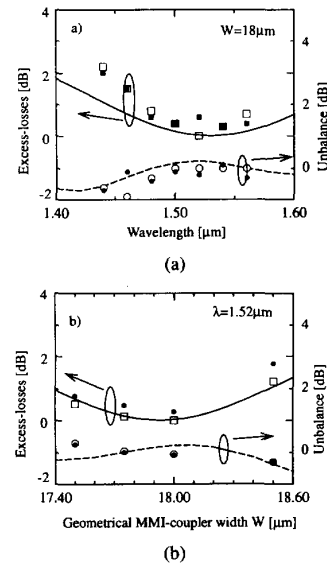 a)
W=18μm
Excess-losses [dB]
4
2
0
-2
4
2
0
Unbalance [dB]
1.40
1.50
1.60
Wavelength [μm]
(a)
b)
λ=1.52μm
Excess-losses [dB]
4
2
0
-2
4
2
0
Unbalance [dB]
17.40
18.00
18.60
Geometrical MMI-coupler width W [μm]
(b)